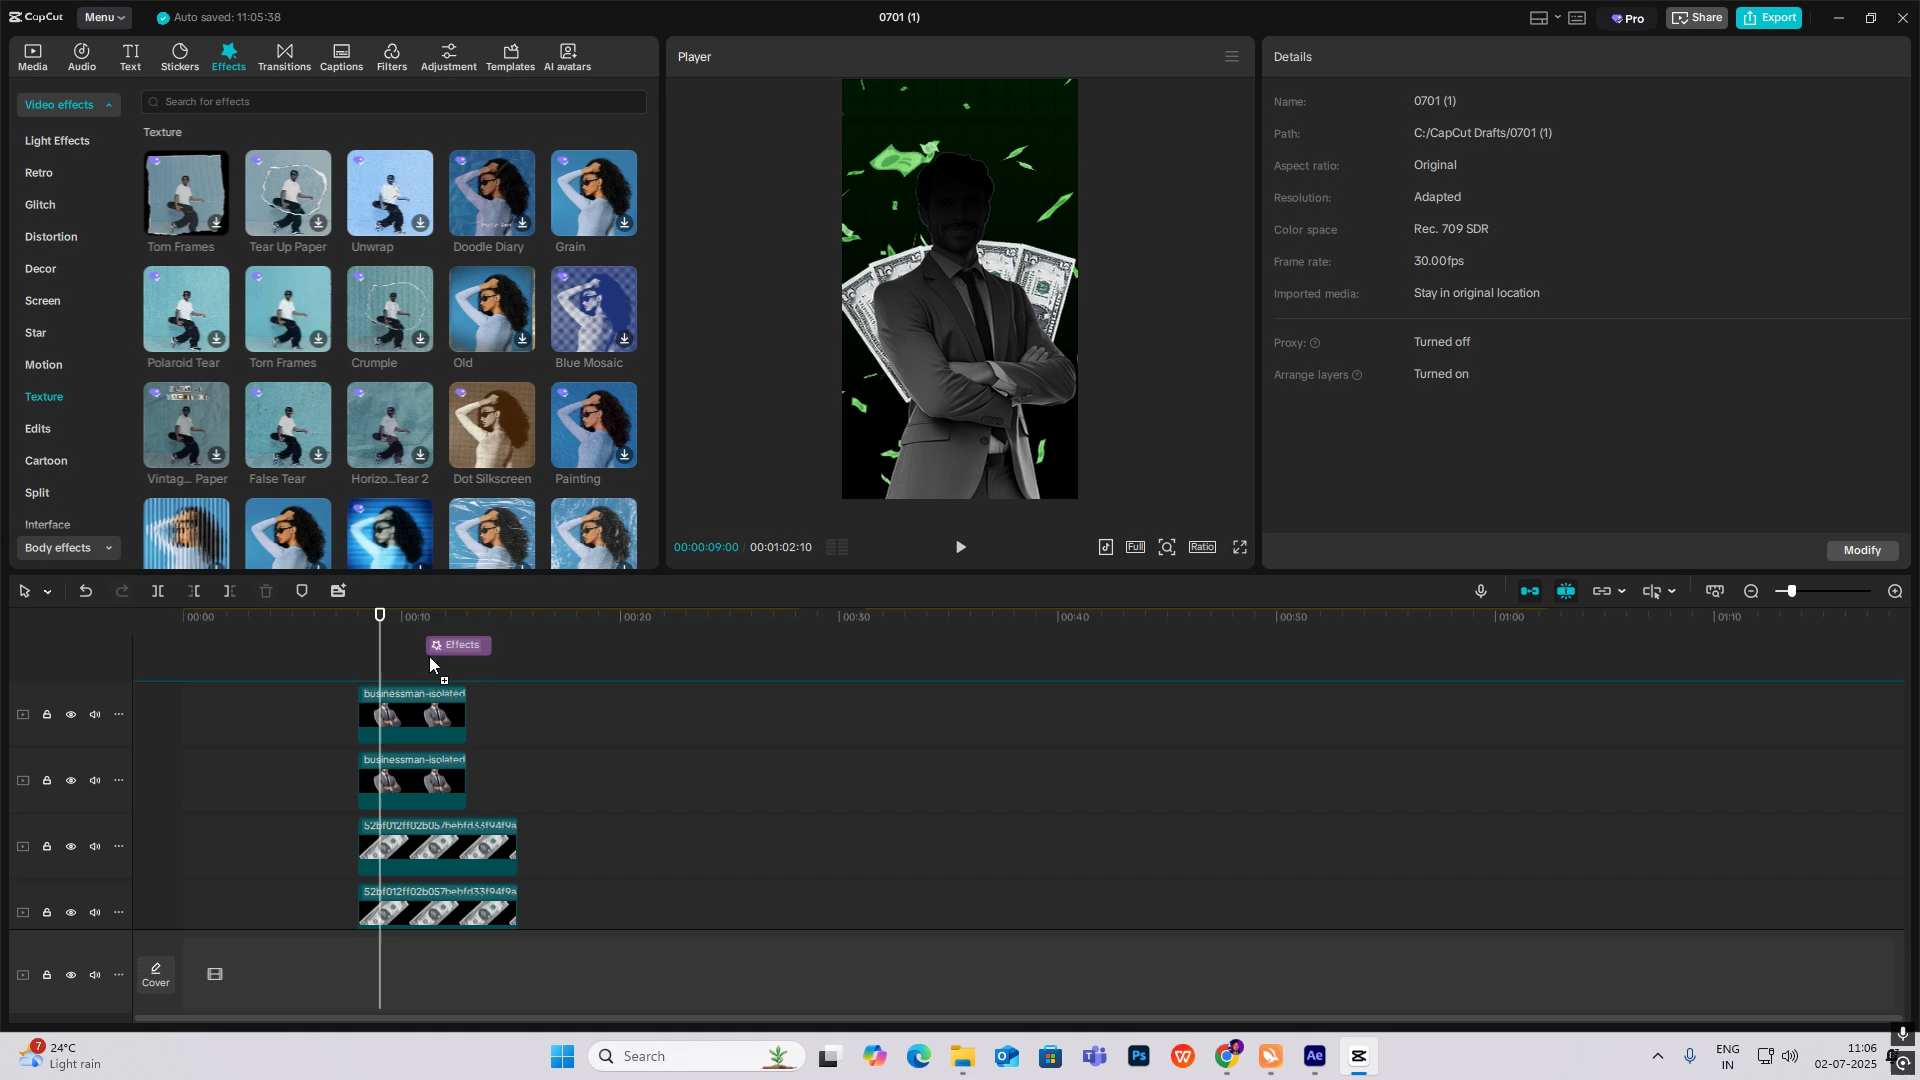 CapCut
Menu
Auto saved: 11:05:38
0701 (1)
Pro
Share
Export
Media
Audio
Text
Stickers
Effects
Transitions
Captions
Filters
Adjustment
Templates
AI avatars
Video effects
Search for effects
Light Effects
Retro
Glitch
Distortion
Decor
Screen
Star
Motion
Texture
Edits
Cartoon
Split
Interface
Body effects
Texture
Torn Frames
Tear Up Paper
Unwrap
Doodle Diary
Grain
Polaroid Tear
Torn Frames
Crumple
Old
Blue Mosaic
Vintag... Paper
False Tear
Horizo...Tear 2
Dot Silkscreen
Painting
Player
00:00:09:00 / 00:01:02:10
Full
Ratio
Details
Name: 0701 (1)
Path: C:/CapCut Drafts/0701 (1)
Aspect ratio: Original
Resolution: Adapted
Color space Rec. 709 SDR
Frame rate: 30.00fps
Imported media: Stay in original location
Proxy: Turned off
Arrange layers Turned on
Modify
00:00
00:10
00:20
00:30
00:40
00:50
01:00
01:10
Effects
businessman-isolated
businessman-isolated
52bf012ff02b057bebfd33f94f9a
52bf012ff02b057bebfd33f94f9a
Cover
7
24°C
Light rain
Search
Ps
W
Ae
ENG
IN
11:06
02-07-2025